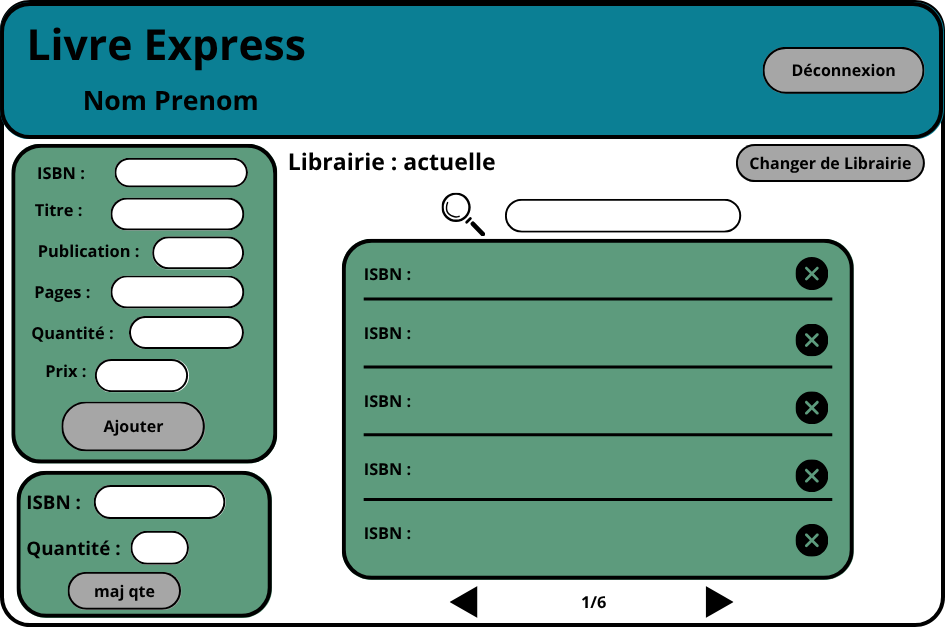 Livre Express
Nom Prenom
Déconnexion
ISBN :
Titre :
Publication :
Pages :
Quantité :
Prix :
Ajouter
ISBN :
Quantité :
maj qte
Librairie : actuelle
Changer de Librairie
ISBN :
ISBN :
ISBN :
ISBN :
ISBN :
1/6